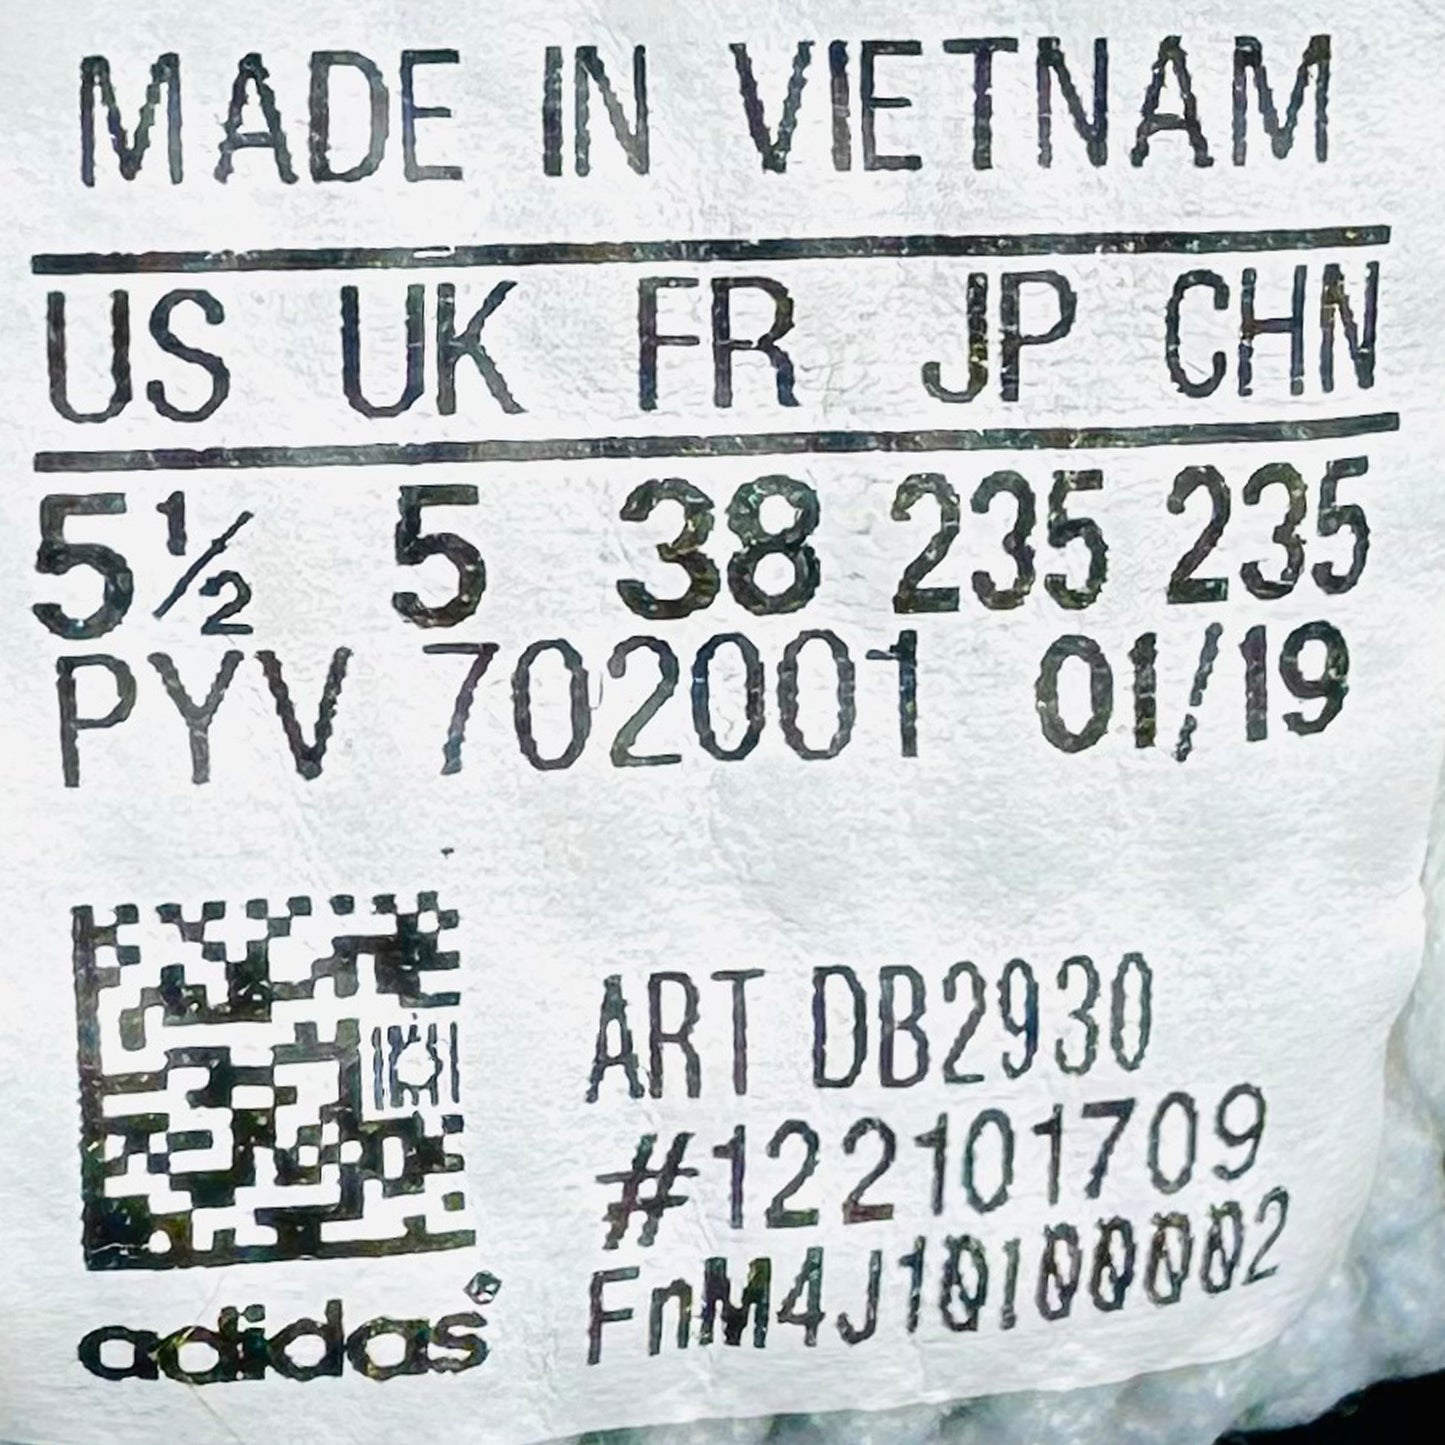 MADE IN VIETNAM
US UK FR JP CHN
5½ 5 38 235 235
PYV 702001 01/19
ART DB2930
#122101709
FnM4J10100002
adidas